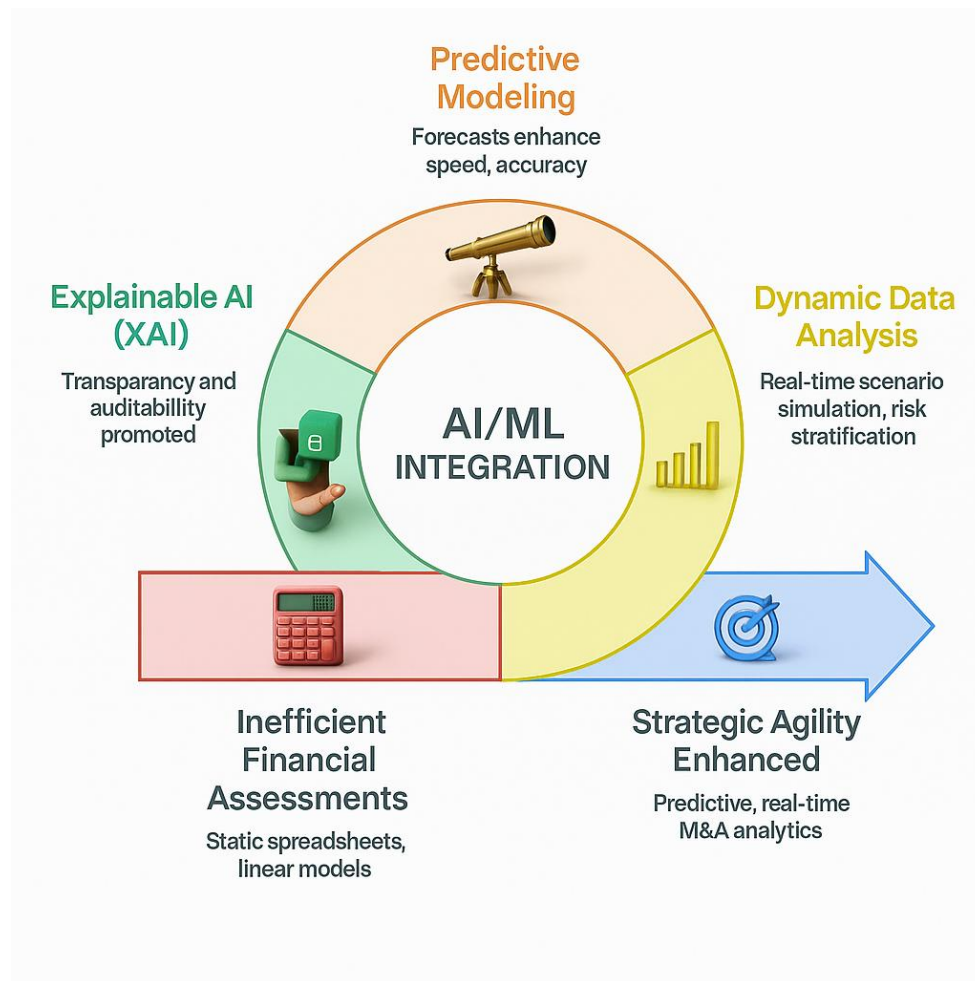 Predictive
Modeling
Forecasts enhance
speed, accuracy
Explainable AI
(XAI)
Transparancy and
auditabillity
promoted
Dynamic Data
Analysis
Real-time scenario
simulation, risk
stratification
AI/ML
INTEGRATION
Inefficient
Financial
Assessments
Static spreadsheets,
linear models
Strategic Agility
Enhanced
Predictive, real-time
M&A analytics